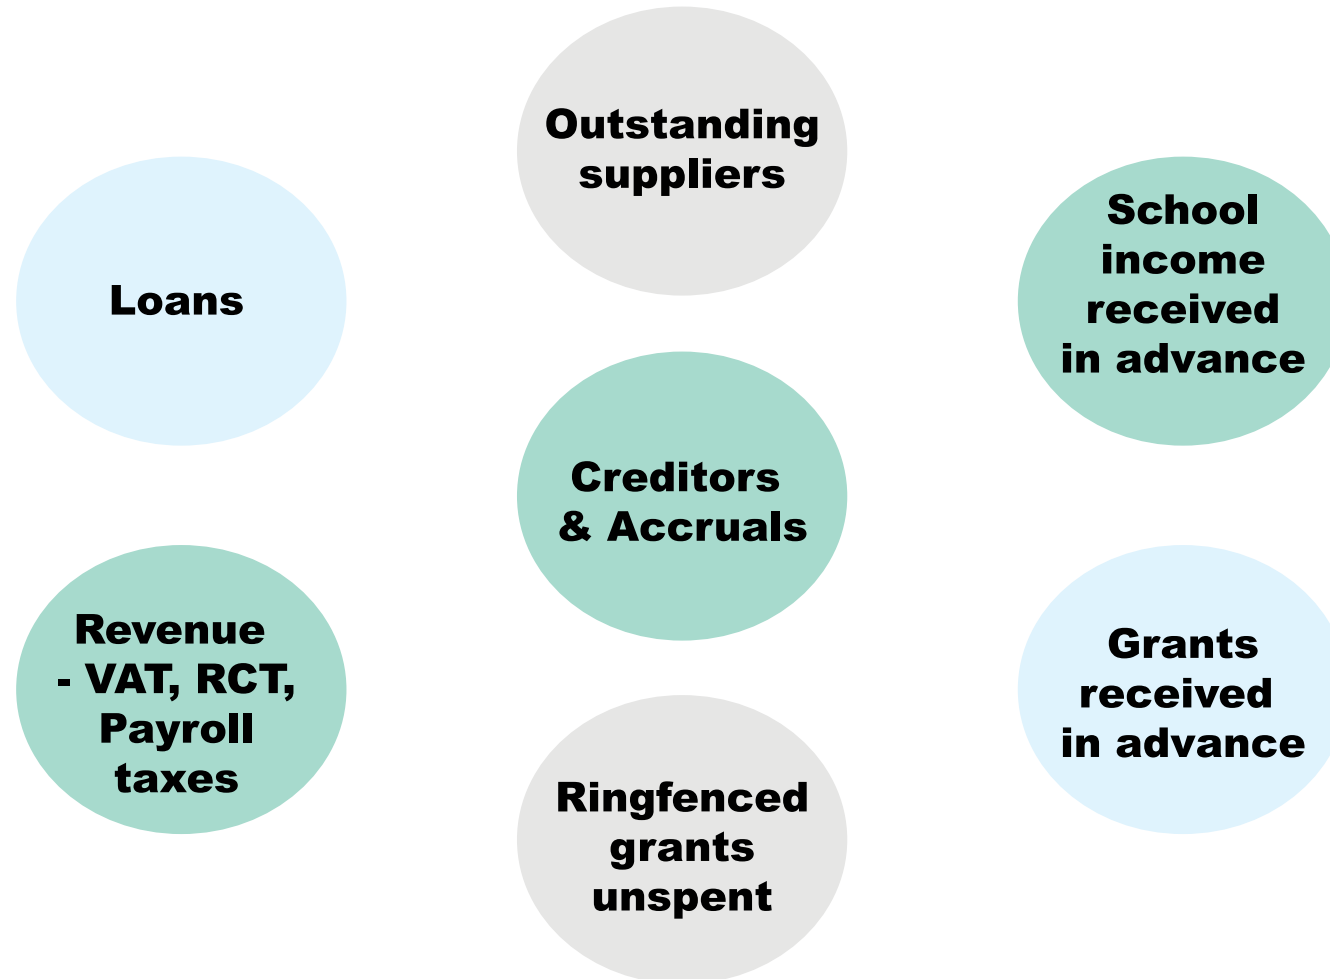 Outstanding
suppliers
Loans
School
income
received
in advance
Creditors
& Accruals
Revenue
- VAT, RCT,
Payroll
taxes
Grants
received
in advance
Ringfenced
grants
unspent